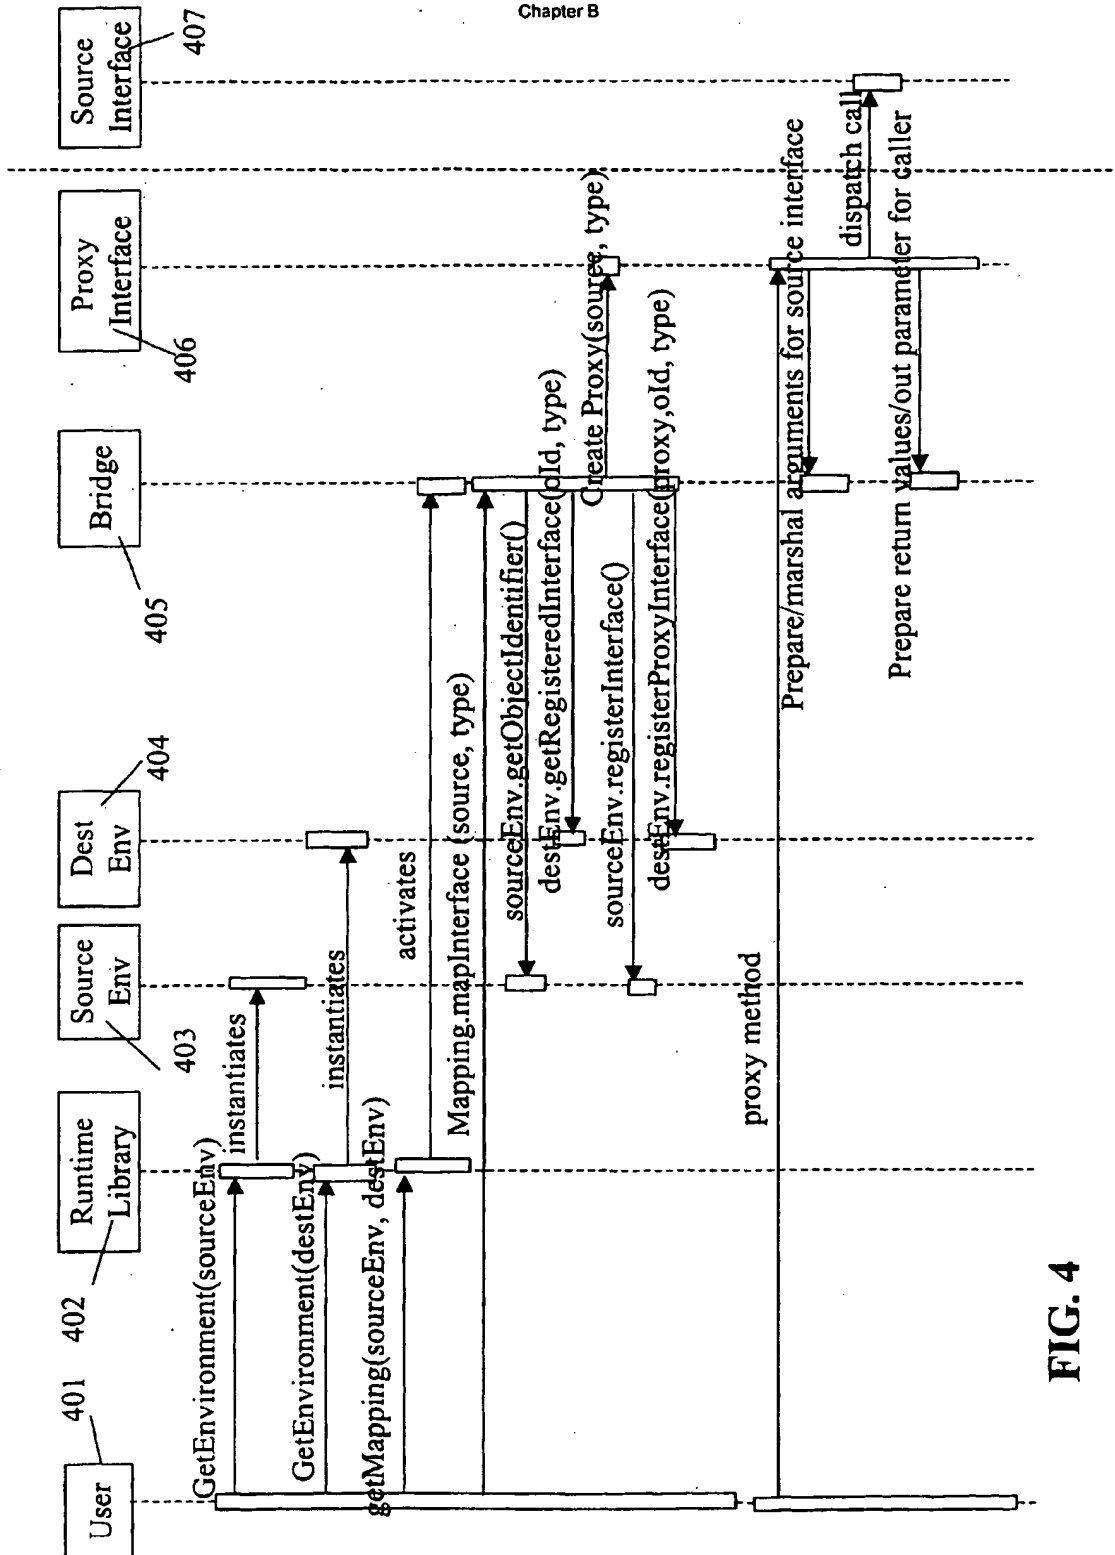 Chapter B
User
401
Runtime
Library
402
Source
Env
403
Dest
Env
404
Bridge
405
Proxy
Interface
406
Source
Interface
407
GetEnvironment(sourceEnv)
instantiates
GetEnvironment(destEnv)
instantiates
getMapping(sourceEnv, destEnv)
activates
Mapping.mapInterface (source, type)
sourceEnv.getObjectIdentifier()
destEnv.getRegisteredInterface(oId, type)
Create Proxy(source, type)
sourceEnv.registerInterface()
destEnv.registerProxyInterface(proxy,oId, type)
proxy method
Prepare/marshal arguments for source interface
dispatch call
Prepare return values/out parameter for caller
FIG. 4